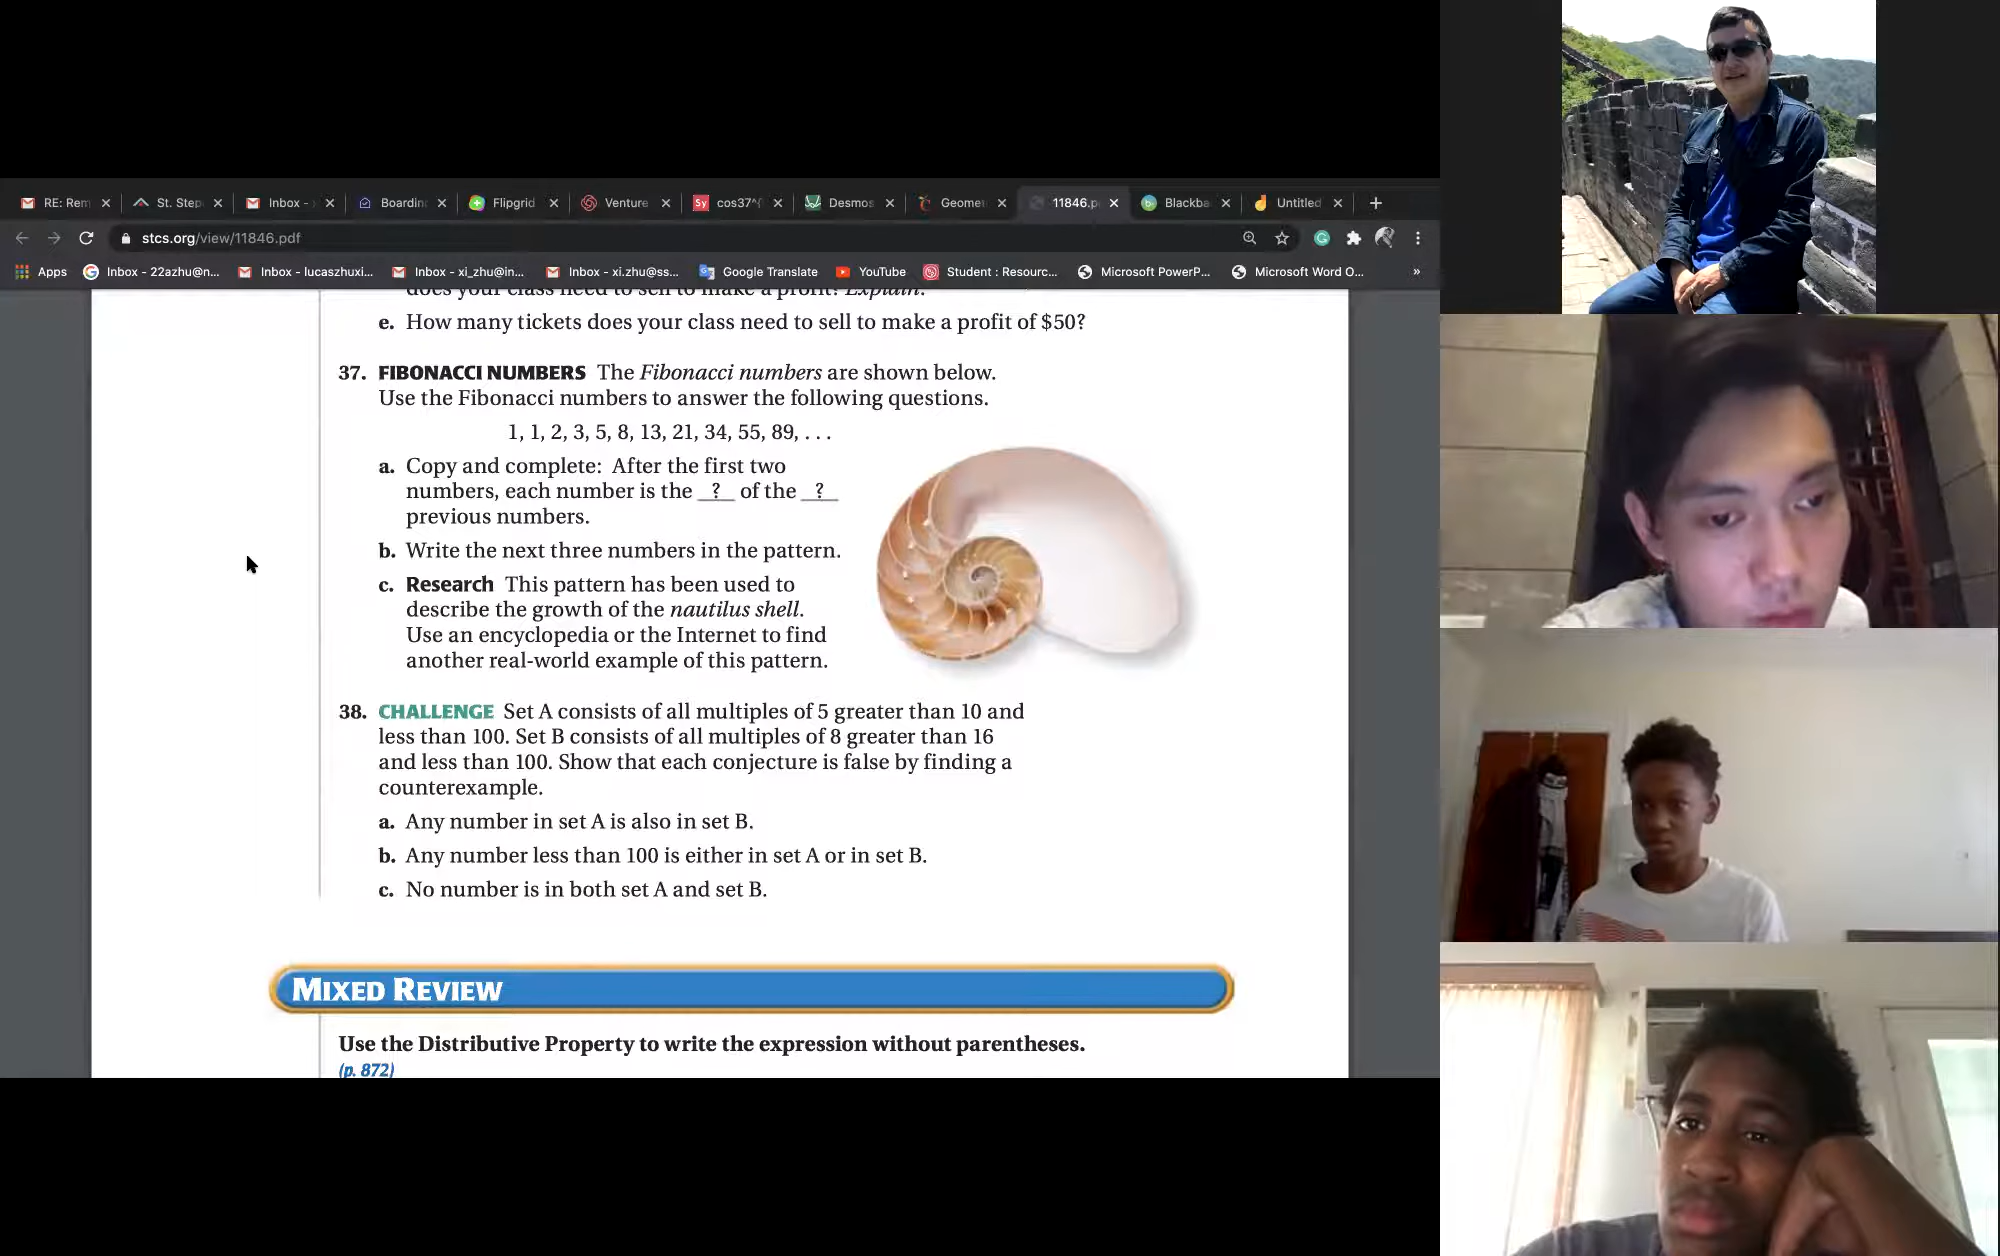 RE: Rem
St. Step
Inbox -
Boardin
Flipgrid
Venture
Sy cos37^(
Desmos
Geomet
11846.p
Blackba
Untitled
stcs.org/view/11846.pdf
Apps
Inbox - 22azhu@n...
Inbox - lucaszhuxi...
Inbox - xi_zhu@in...
Inbox - xi.zhu@ss...
Google Translate
YouTube
Student : Resourc...
Microsoft PowerP...
Microsoft Word O...
»
does your class need to sell to make a profit? Explain.
e. How many tickets does your class need to sell to make a profit of $50?
37. FIBONACCI NUMBERS The Fibonacci numbers are shown below.
Use the Fibonacci numbers to answer the following questions.
1, 1, 2, 3, 5, 8, 13, 21, 34, 55, 89, . . .
a. Copy and complete: After the first two
numbers, each number is the ? of the ?
previous numbers.
b. Write the next three numbers in the pattern.
c. Research This pattern has been used to
describe the growth of the nautilus shell.
Use an encyclopedia or the Internet to find
another real-world example of this pattern.
38. CHALLENGE Set A consists of all multiples of 5 greater than 10 and
less than 100. Set B consists of all multiples of 8 greater than 16
and less than 100. Show that each conjecture is false by finding a
counterexample.
a. Any number in set A is also in set B.
b. Any number less than 100 is either in set A or in set B.
c. No number is in both set A and set B.
MIXED REVIEW
Use the Distributive Property to write the expression without parentheses.
(p. 872)